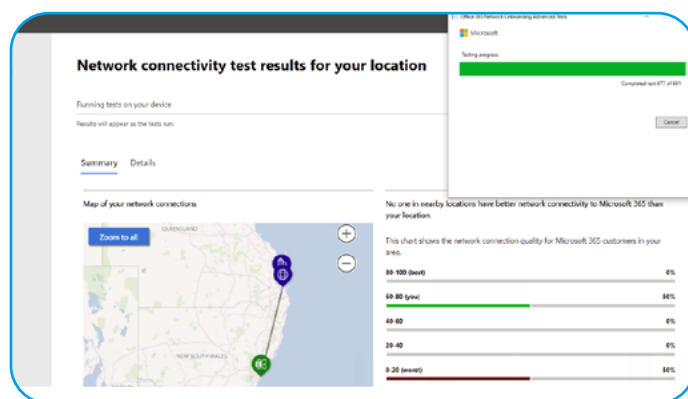 Office 365 Network Onboarding Advanced Tests
Microsoft
Testing progress
Completed test 677 of 681
Cancel
Network connectivity test results for your location
Running tests on your device
Results will appear as the tests run.
Summary Details
Map of your network connections
Zoom to all
QUEENSLAND
NEW SOUTH WALES
No one in nearby locations have better network connectivity to Microsoft 365 than
your location.
This chart shows the network connection quality for Microsoft 365 customers in your
area.
80-100 (best) 0%
60-80 (you) 50%
40-60 0%
20-40 0%
0-20 (worst) 50%